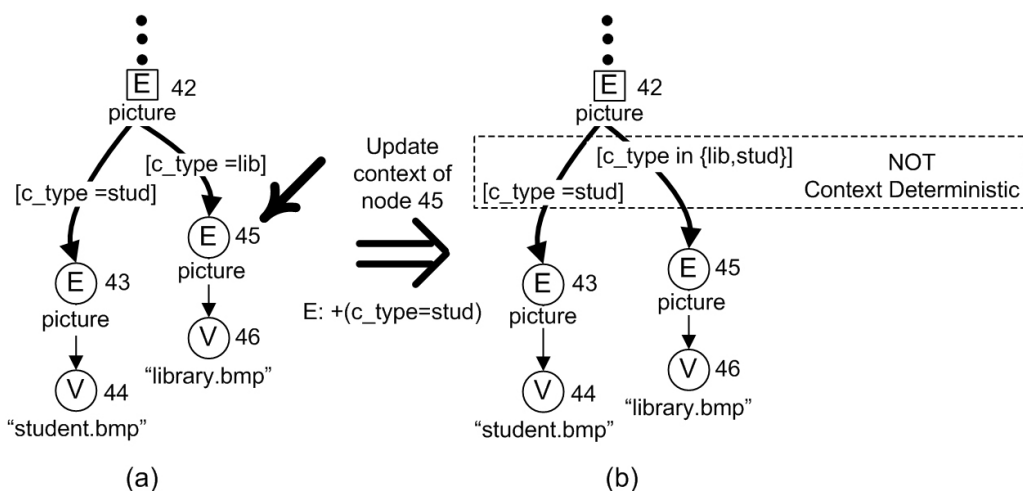 E 42
picture
[c_type =lib]
[c_type =stud]
E 45
picture
E 43
picture
V 46
"library.bmp"
V 44
"student.bmp"
(a)
Update
context of
node 45
E: +(c_type=stud)
E 42
picture
[c_type in {lib,stud}]
[c_type =stud]
NOT
Context Deterministic
E 45
picture
E 43
picture
V 46
"library.bmp"
V 44
"student.bmp"
(b)